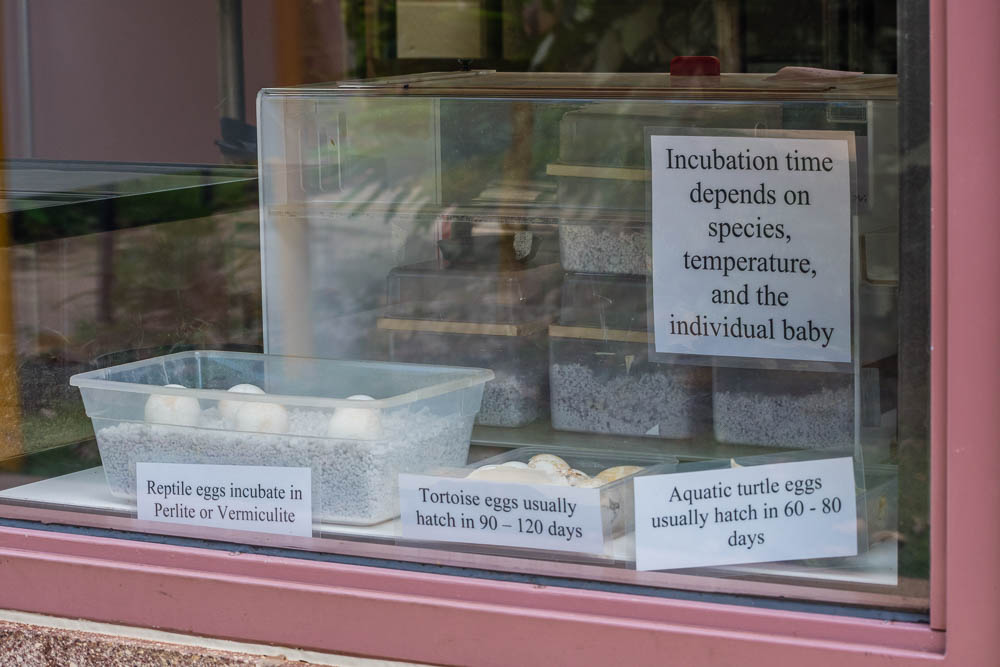 Incubation time
depends on
species,
temperature,
and the
individual baby
Reptile eggs incubate in
Perlite or Vermiculite
Tortoise eggs usually
hatch in 90 – 120 days
Aquatic turtle eggs
usually hatch in 60 - 80
days